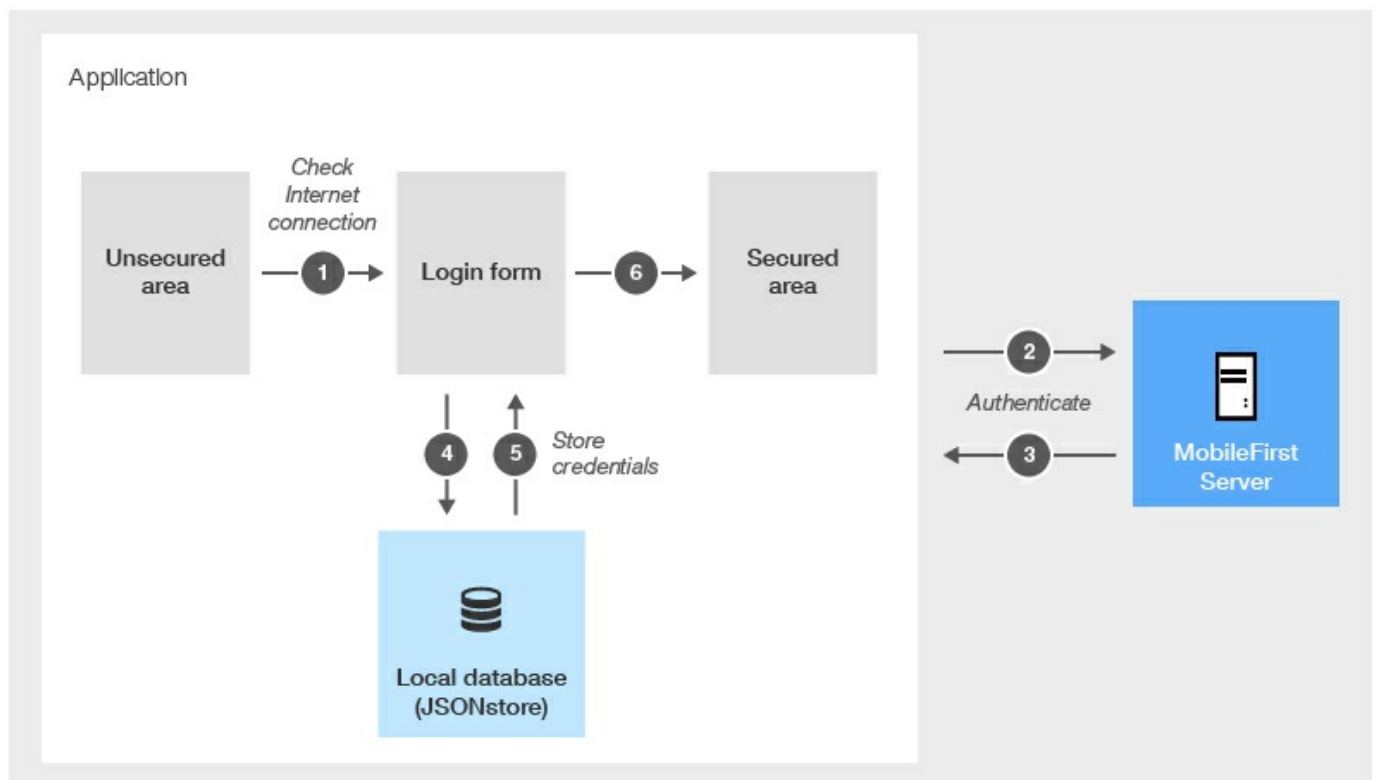 Application
Check
Internet
connection
Unsecured
area
1
Login form
6
Secured
area
2
Authenticate
3
MobileFirst
Server
4
5
Store
credentials
Local database
(JSONstore)